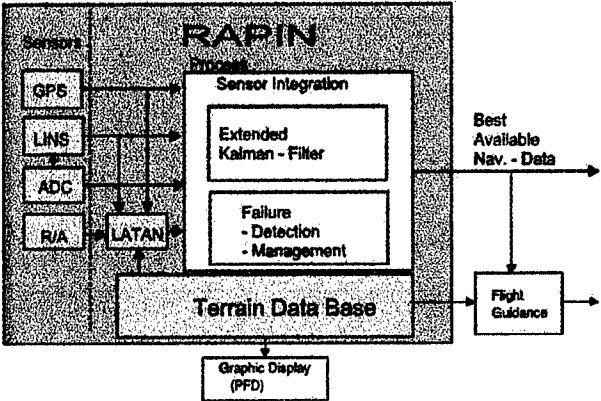 RAPIN
Sensors
Process
GPS
LINS
ADC
R/A
LATAN
Sensor Integration
Extended
Kalman - Filter
Failure
- Detection
- Management
Terrain Data Base
Best
Available
Nav. - Data
Flight
Guidance
Graphic Display
(PFD)